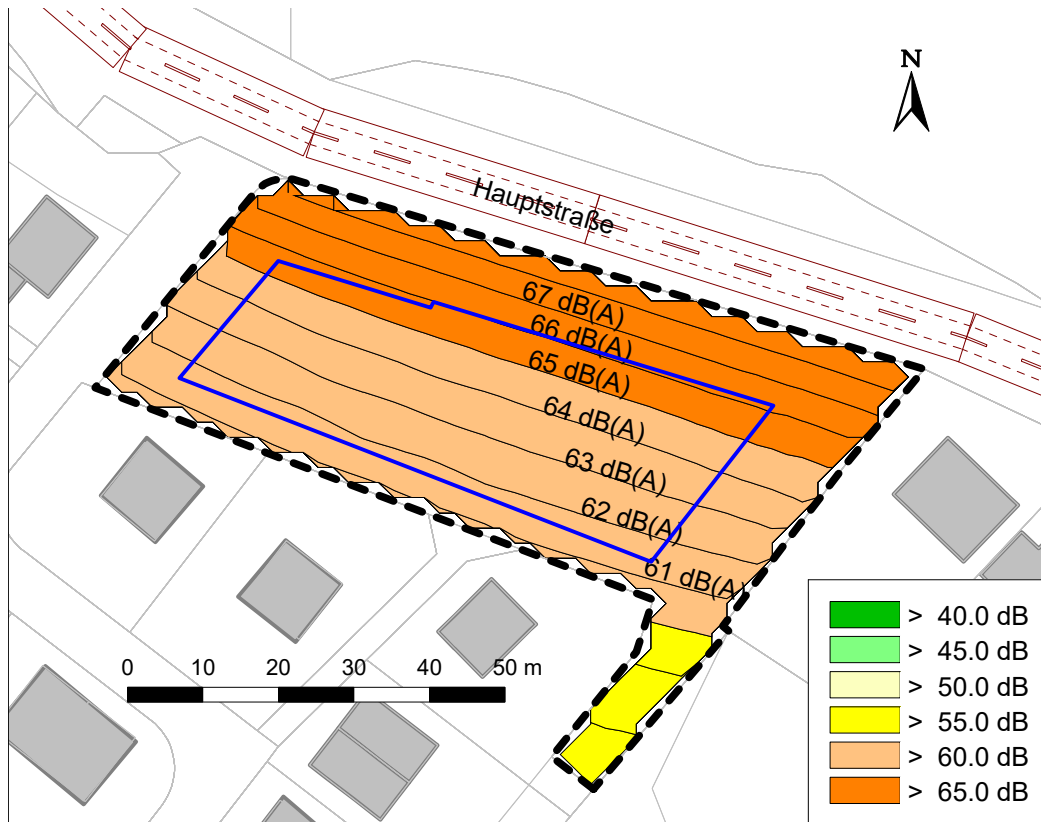 N
Hauptstraße
67 dB(A)
66 dB(A)
65 dB(A)
64 dB(A)
63 dB(A)
62 dB(A)
61 dB(A)
0 10 20 30 40 50 m
> 40.0 dB
> 45.0 dB
> 50.0 dB
> 55.0 dB
> 60.0 dB
> 65.0 dB